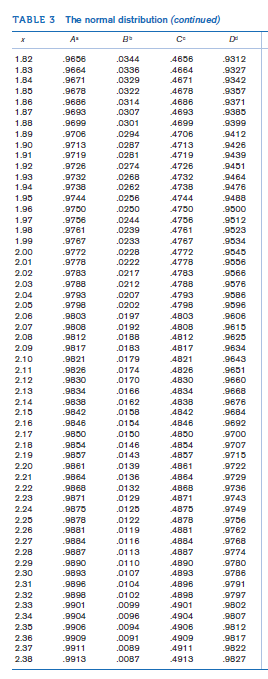 TABLE 3 The normal distribution (continued)
x Aᵃ Bᵇ Cᶜ Dᵈ
1.82 .9656 .0344 .4656 .9312
1.83 .9664 .0336 .4664 .9327
1.84 .9671 .0329 .4671 .9342
1.85 .9678 .0322 .4678 .9357
1.86 .9686 .0314 .4686 .9371
1.87 .9693 .0307 .4693 .9385
1.88 .9699 .0301 .4699 .9399
1.89 .9706 .0294 .4706 .9412
1.90 .9713 .0287 .4713 .9426
1.91 .9719 .0281 .4719 .9439
1.92 .9726 .0274 .4726 .9451
1.93 .9732 .0268 .4732 .9464
1.94 .9738 .0262 .4738 .9476
1.95 .9744 .0256 .4744 .9488
1.96 .9750 .0250 .4750 .9500
1.97 .9756 .0244 .4756 .9512
1.98 .9761 .0239 .4761 .9523
1.99 .9767 .0233 .4767 .9534
2.00 .9772 .0228 .4772 .9545
2.01 .9778 .0222 .4778 .9556
2.02 .9783 .0217 .4783 .9566
2.03 .9788 .0212 .4788 .9576
2.04 .9793 .0207 .4793 .9586
2.05 .9798 .0202 .4798 .9596
2.06 .9803 .0197 .4803 .9606
2.07 .9808 .0192 .4808 .9615
2.08 .9812 .0188 .4812 .9625
2.09 .9817 .0183 .4817 .9634
2.10 .9821 .0179 .4821 .9643
2.11 .9826 .0174 .4826 .9651
2.12 .9830 .0170 .4830 .9660
2.13 .9834 .0166 .4834 .9668
2.14 .9838 .0162 .4838 .9676
2.15 .9842 .0158 .4842 .9684
2.16 .9846 .0154 .4846 .9692
2.17 .9850 .0150 .4850 .9700
2.18 .9854 .0146 .4854 .9707
2.19 .9857 .0143 .4857 .9715
2.20 .9861 .0139 .4861 .9722
2.21 .9864 .0136 .4864 .9729
2.22 .9868 .0132 .4868 .9736
2.23 .9871 .0129 .4871 .9743
2.24 .9875 .0125 .4875 .9749
2.25 .9878 .0122 .4878 .9756
2.26 .9881 .0119 .4881 .9762
2.27 .9884 .0116 .4884 .9768
2.28 .9887 .0113 .4887 .9774
2.29 .9890 .0110 .4890 .9780
2.30 .9893 .0107 .4893 .9786
2.31 .9896 .0104 .4896 .9791
2.32 .9898 .0102 .4898 .9797
2.33 .9901 .0099 .4901 .9802
2.34 .9904 .0096 .4904 .9807
2.35 .9906 .0094 .4906 .9812
2.36 .9909 .0091 .4909 .9817
2.37 .9911 .0089 .4911 .9822
2.38 .9913 .0087 .4913 .9827